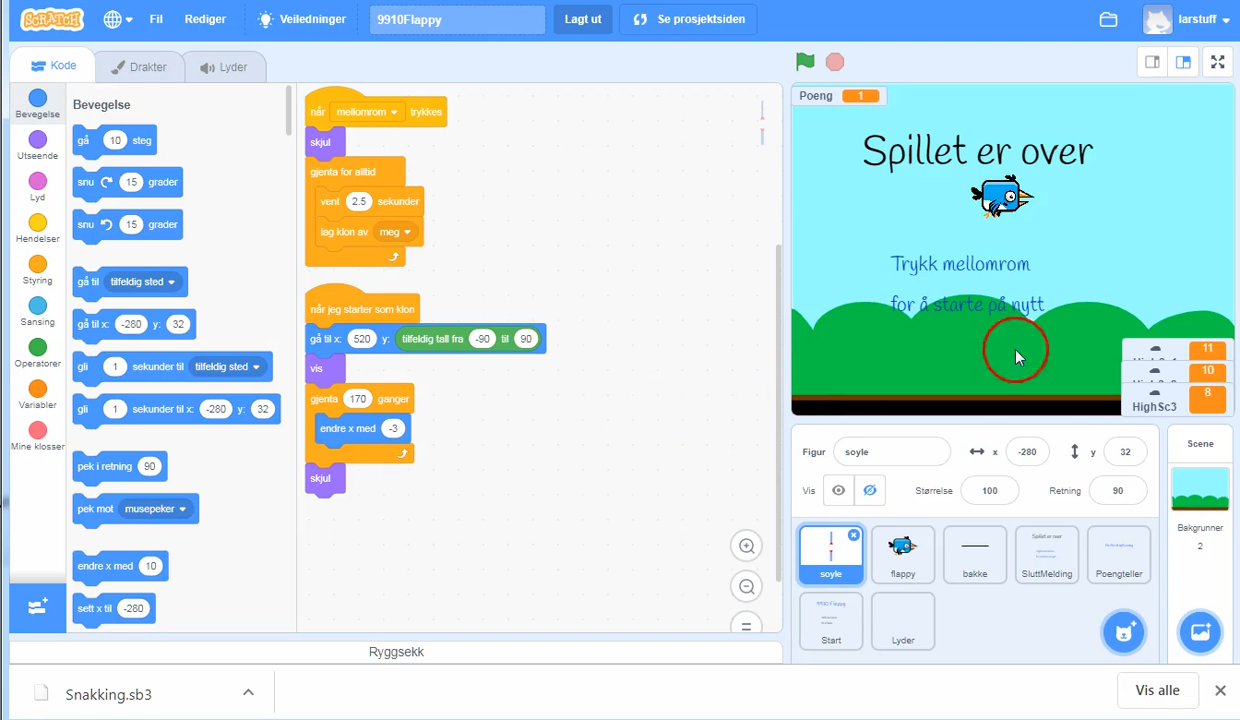 SCRATCH Fil Rediger Veiledninger 9910Flappy Lagt ut Se prosjektsiden larstuff
Kode Drakter Lyder
Bevegelse
Utseende
Lyd
Hendelser
Styring
Sansing
Operatorer
Variabler
Mine klosser
Bevegelse
gå 10 steg
snu 15 grader
snu 15 grader
gå til tilfeldig sted
gå til x: -280 y: 32
gli 1 sekunder til tilfeldig sted
gli 1 sekunder til x: -280 y: 32
pek i retning 90
pek mot musepeker
endre x med 10
sett x til -280
når mellomrom trykkes
skjul
gjenta for alltid
vent 2.5 sekunder
lag klon av meg
når jeg starter som klon
gå til x: 520 y: tilfeldig tall fra -90 til 90
vis
gjenta 170 ganger
endre x med -3
skjul
Poeng 1
Spillet er over
Trykk mellomrom
for å starte på nytt
11
10
HighSc3 8
Figur soyle x -280 y 32
Vis Størrelse 100 Retning 90
soyle flappy bakke SluttMelding Poengteller
Start Lyder
Spillet er over
9910 Flappy
Scene
Bakgrunner
2
Ryggsekk
Snakking.sb3 Vis alle